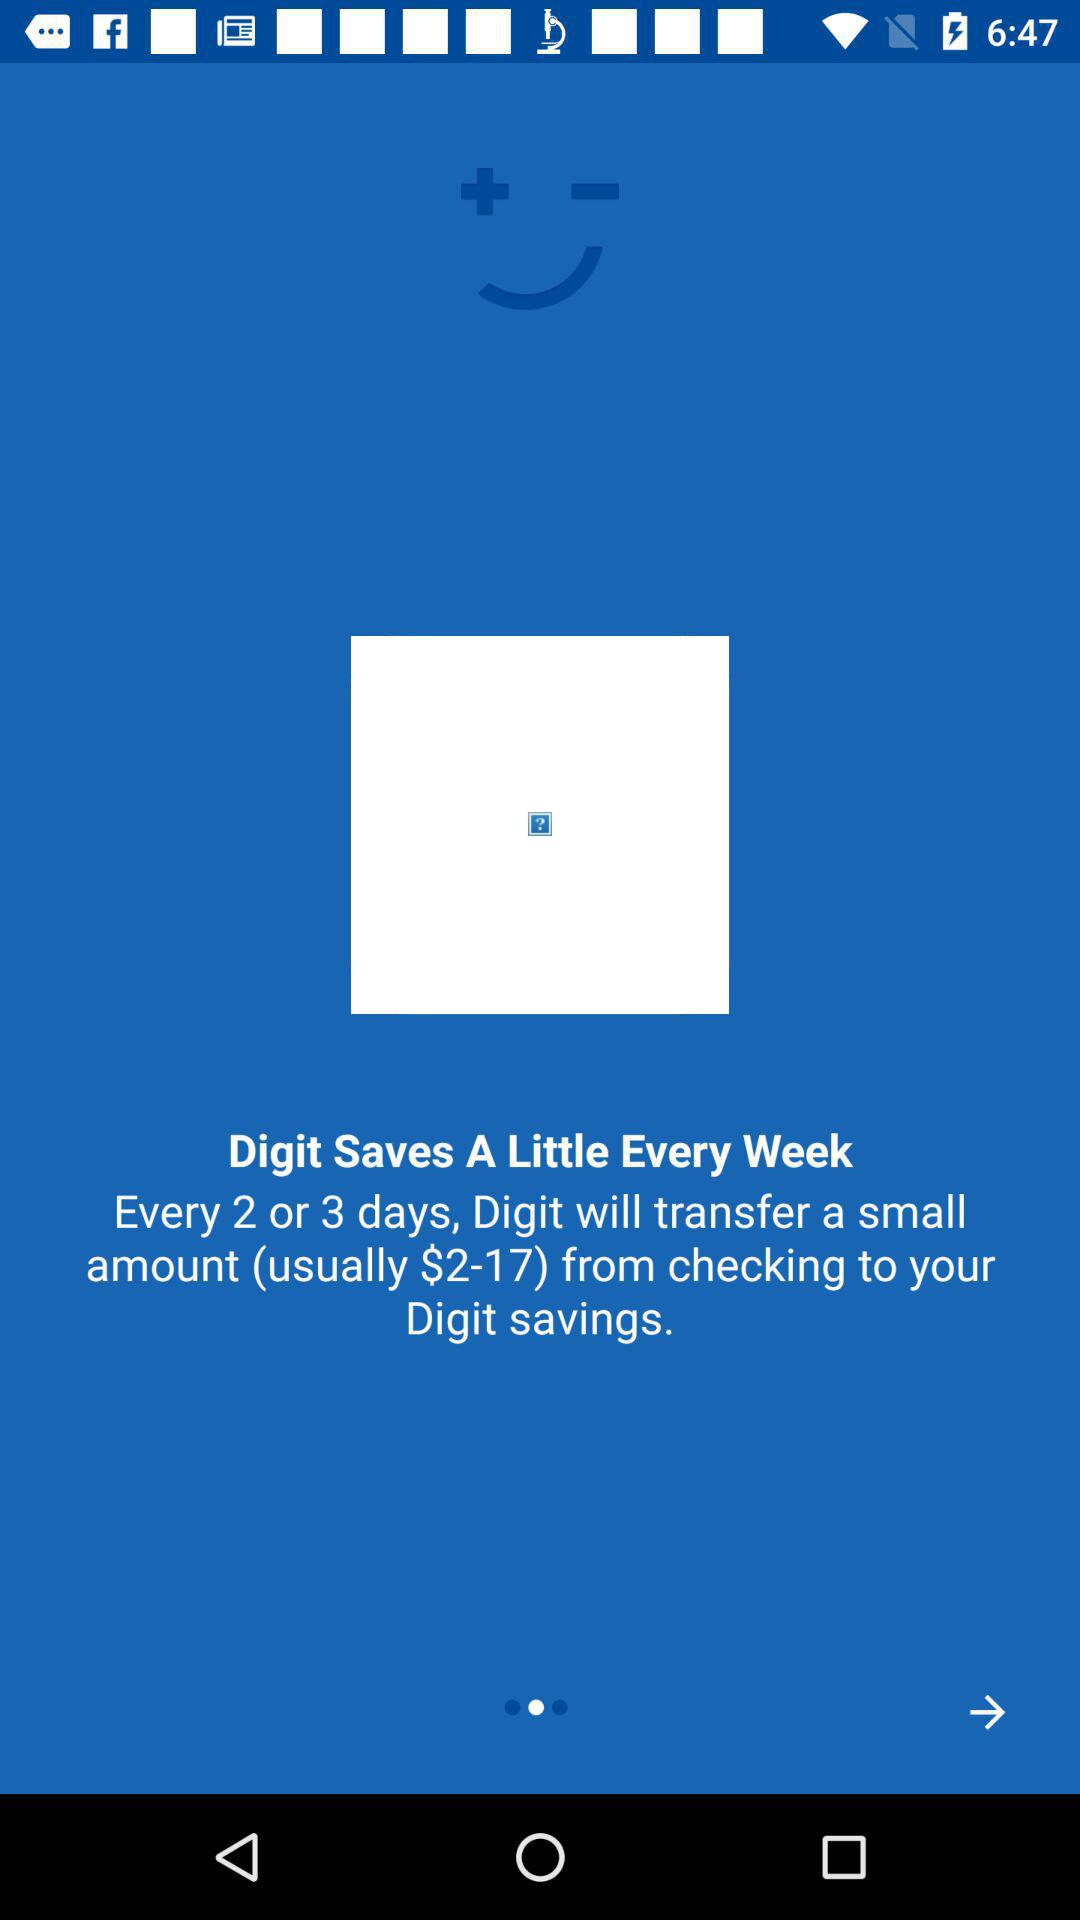 6:47
Digit Saves A Little Every Week
Every 2 or 3 days, Digit will transfer a small
amount (usually $2-17) from checking to your
Digit savings.